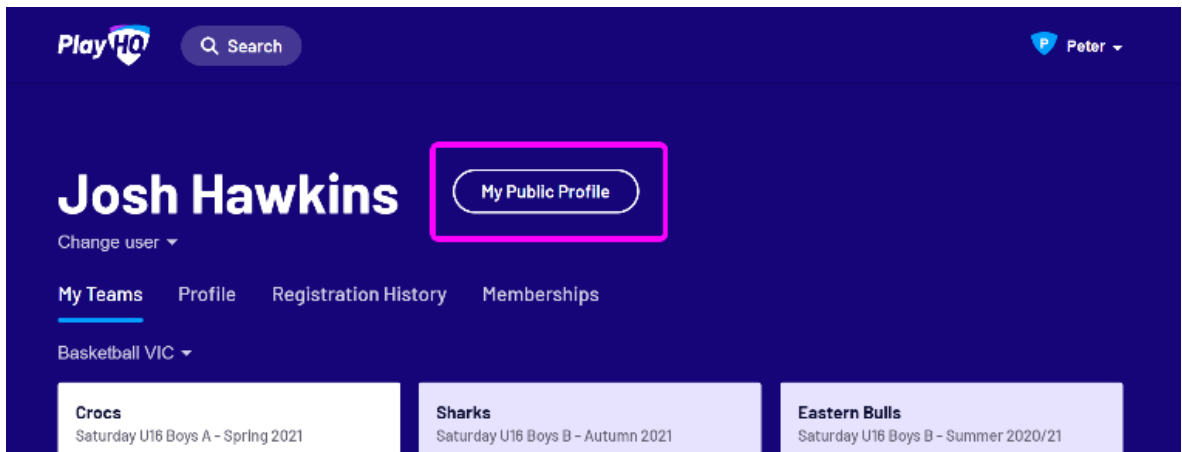 PlayHQ Search P Peter
Josh Hawkins My Public Profile
Change user
My Teams Profile Registration History Memberships
Basketball VIC
Crocs Sharks Eastern Bulls
Saturday U16 Boys A - Spring 2021 Saturday U16 Boys B - Autumn 2021 Saturday U16 Boys B - Summer 2020/21